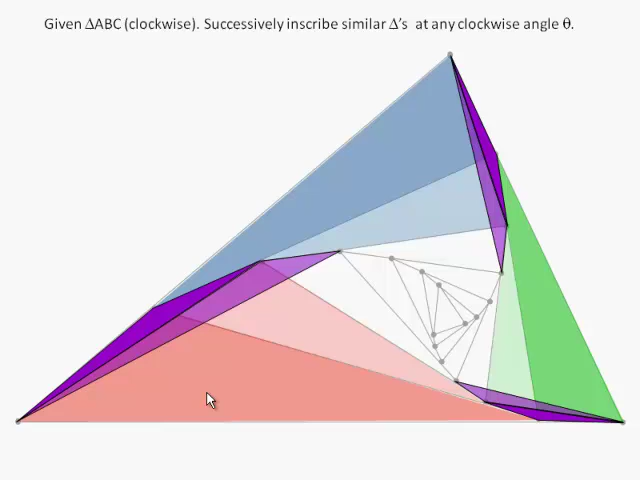 Given ΔABC (clockwise). Successively inscribe similar Δ's at any clockwise angle θ.